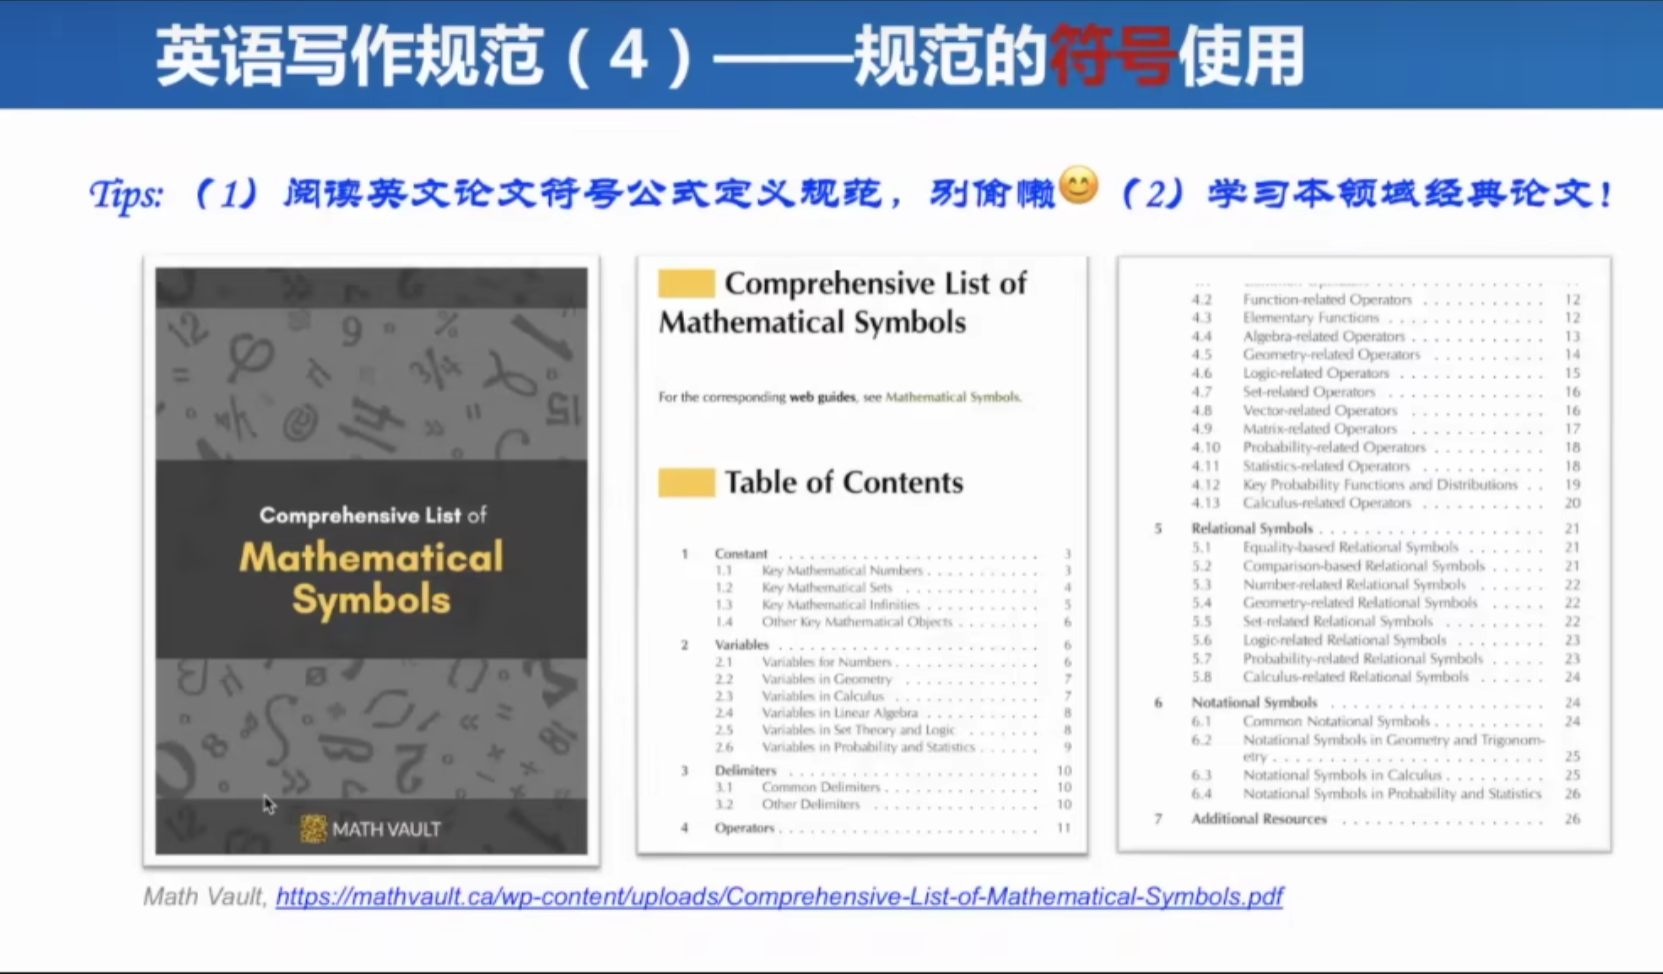 英语写作规范（4）——规范的符号使用
Tips: （1）阅读英文论文符号公式定义规范，别偷懒😊（2）学习本领域经典论文！
Comprehensive List of
Mathematical
Symbols
MATH VAULT
Comprehensive List of
Mathematical Symbols
For the corresponding web guides, see Mathematical Symbols.
Table of Contents
1 Constant . . . . . . . . . . 3
1.1 Key Mathematical Numbers . . . . . . . . . . 3
1.2 Key Mathematical Sets . . . . . . . . . . 4
1.3 Key Mathematical Infinities . . . . . . . . . . 5
1.4 Other Key Mathematical Objects . . . . . . . . . . 6
2 Variables . . . . . . . . . . 6
2.1 Variables for Numbers . . . . . . . . . . 6
2.2 Variables in Geometry . . . . . . . . . . 7
2.3 Variables in Calculus . . . . . . . . . . 7
2.4 Variables in Linear Algebra . . . . . . . . . . 8
2.5 Variables in Set Theory and Logic . . . . . . . . . . 8
2.6 Variables in Probability and Statistics . . . . . . 9
3 Delimiters . . . . . . . . . . 10
3.1 Common Delimiters . . . . . . . . . . 10
3.2 Other Delimiters . . . . . . . . . . 10
4 Operators . . . . . . . . . . 11
4.2 Function-related Operators . . . . . . . . . . 12
4.3 Elementary Functions . . . . . . . . . . 12
4.4 Algebra-related Operators . . . . . . . . . . 13
4.5 Geometry-related Operators . . . . . . . . . . 14
4.6 Logic-related Operators . . . . . . . . . . 15
4.7 Set-related Operators . . . . . . . . . . 16
4.8 Vector-related Operators . . . . . . . . . . 16
4.9 Matrix-related Operators . . . . . . . . . . 17
4.10 Probability-related Operators . . . . . . . . . . 18
4.11 Statistics-related Operators . . . . . . . . . . 18
4.12 Key Probability Functions and Distributions . . 19
4.13 Calculus-related Operators . . . . . . . . . . 20
5 Relational Symbols . . . . . . . . . . 21
5.1 Equality-based Relational Symbols . . . . . . 21
5.2 Comparison-based Relational Symbols . . . . . 21
5.3 Number-related Relational Symbols . . . . . . 22
5.4 Geometry-related Relational Symbols . . . . . 22
5.5 Set-related Relational Symbols . . . . . . . . 22
5.6 Logic-related Relational Symbols . . . . . . . 23
5.7 Probability-related Relational Symbols . . . . . 23
5.8 Calculus-related Relational Symbols . . . . . . 24
6 Notational Symbols . . . . . . . . . . 24
6.1 Common Notational Symbols . . . . . . . . 24
6.2 Notational Symbols in Geometry and Trigonom-
etry . . . . . . . . . . 25
6.3 Notational Symbols in Calculus . . . . . . . . 25
6.4 Notational Symbols in Probability and Statistics 26
7 Additional Resources . . . . . . . . . . 26
Math Vault, https://mathvault.ca/wp-content/uploads/Comprehensive-List-of-Mathematical-Symbols.pdf